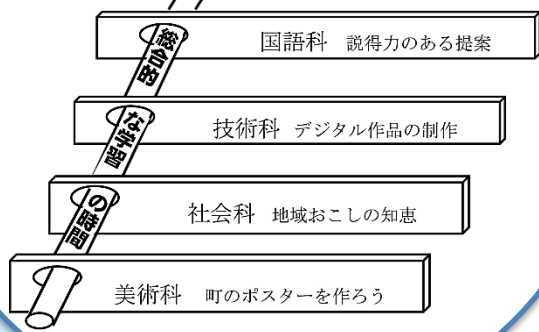 国語科 説得力のある提案
技術科 デジタル作品の制作
社会科 地域おこしの知恵
美術科 町のポスターを作ろう
総合的な学習の時間